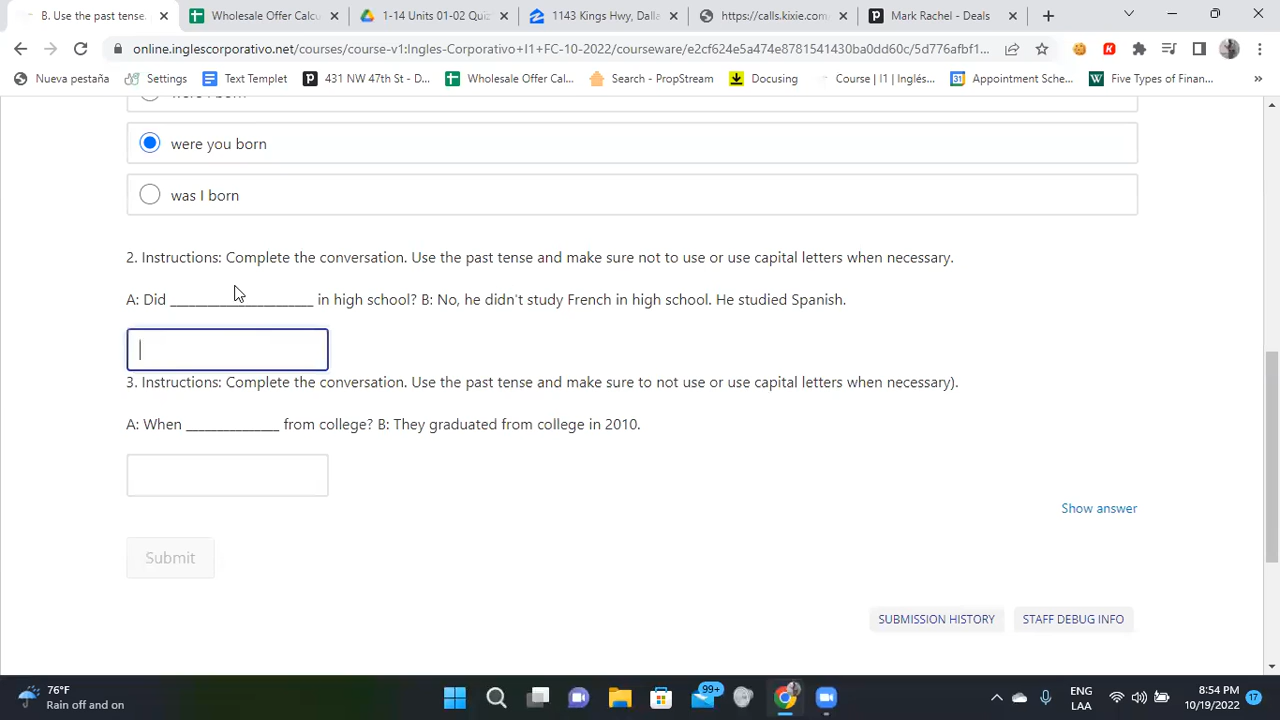 B. Use the past tense.
Wholesale Offer Calcu
1-14 Units 01-02 Quiz
1143 Kings Hwy, Dalla
https://calls.kixie.com
Mark Rachel - Deals
online.inglescorporativo.net/courses/course-v1:Ingles-Corporativo+I1+FC-10-2022/courseware/e2cf624e5a474e8781541430ba0dd60c/5d776afbf1...
Nueva pestaña
Settings
Text Templet
431 NW 47th St - D...
Wholesale Offer Cal...
Search - PropStream
Docusing
Course | I1 | Inglés...
Appointment Sche...
Five Types of Finan...
»
were I born
were you born
was I born
2. Instructions: Complete the conversation. Use the past tense and make sure not to use or use capital letters when necessary.
A: Did ____________________ in high school? B: No, he didn't study French in high school. He studied Spanish.
3. Instructions: Complete the conversation. Use the past tense and make sure to not use or use capital letters when necessary).
A: When _____________ from college? B: They graduated from college in 2010.
Show answer
Submit
SUBMISSION HISTORY
STAFF DEBUG INFO
76°F
Rain off and on
99+
ENG
LAA
8:54 PM
10/19/2022
17